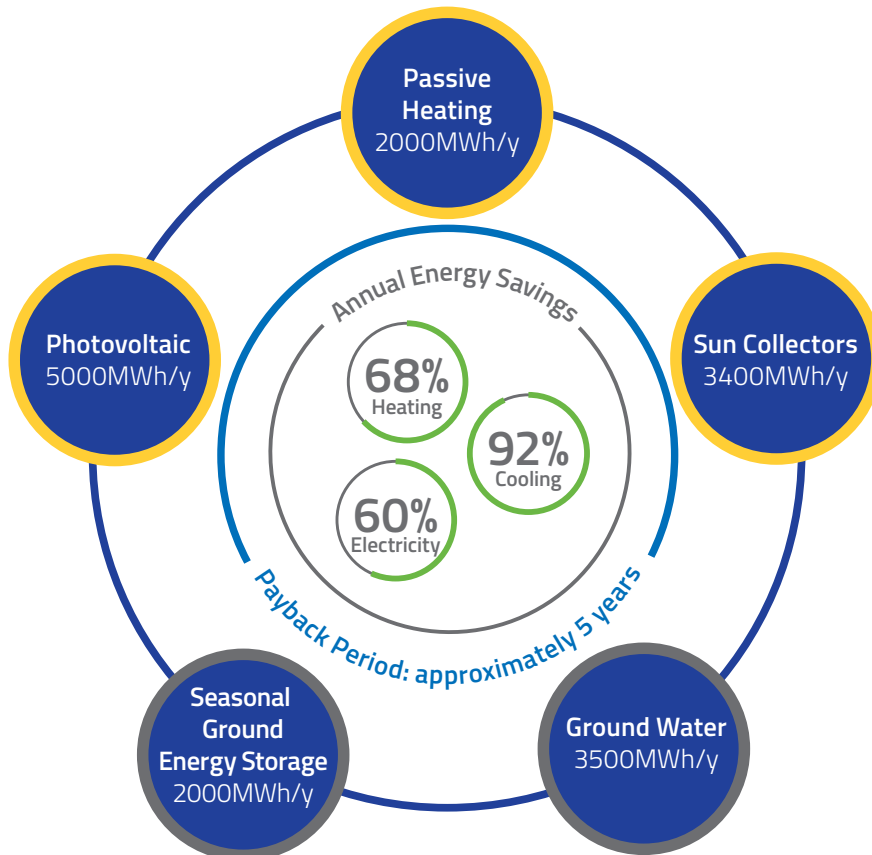 Passive
Heating
2000MWh/y
Photovoltaic
5000MWh/y
Sun Collectors
3400MWh/y
Annual Energy Savings
68%
Heating
92%
Cooling
60%
Electricity
Payback Period: approximately 5 years
Seasonal
Ground
Energy Storage
2000MWh/y
Ground Water
3500MWh/y